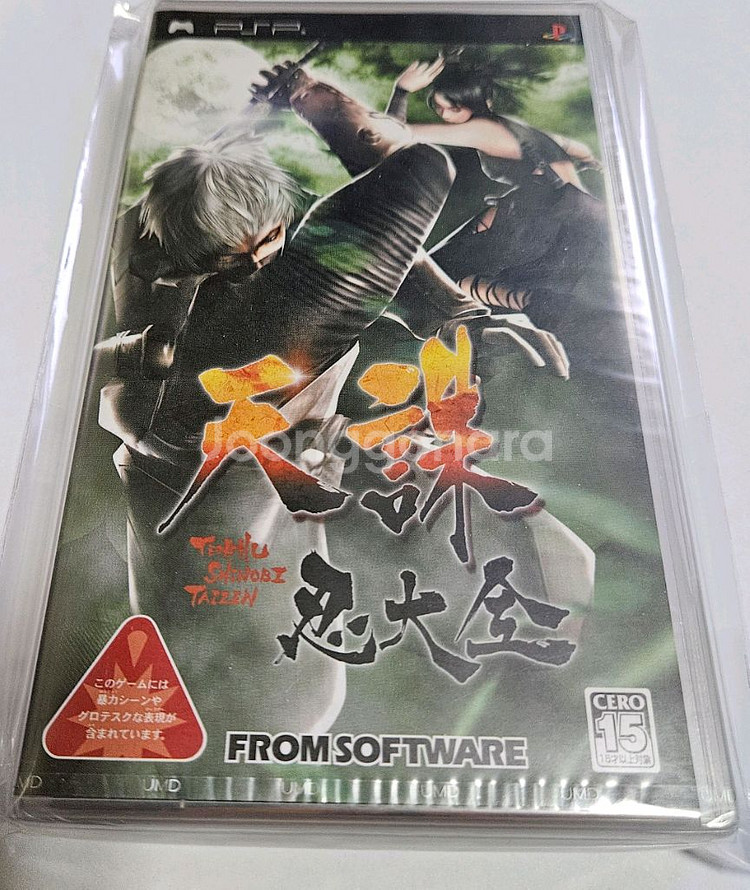 PSP
天誅
Joonggonara
TENCHU
SHINOBI
TAIZEN
忍大全
このゲームには
暴力シーンや
グロテスクな表現が
含まれています。
FROMSOFTWARE
CERO
15
15才以上対象
UMD UMD UMD UMD UMD